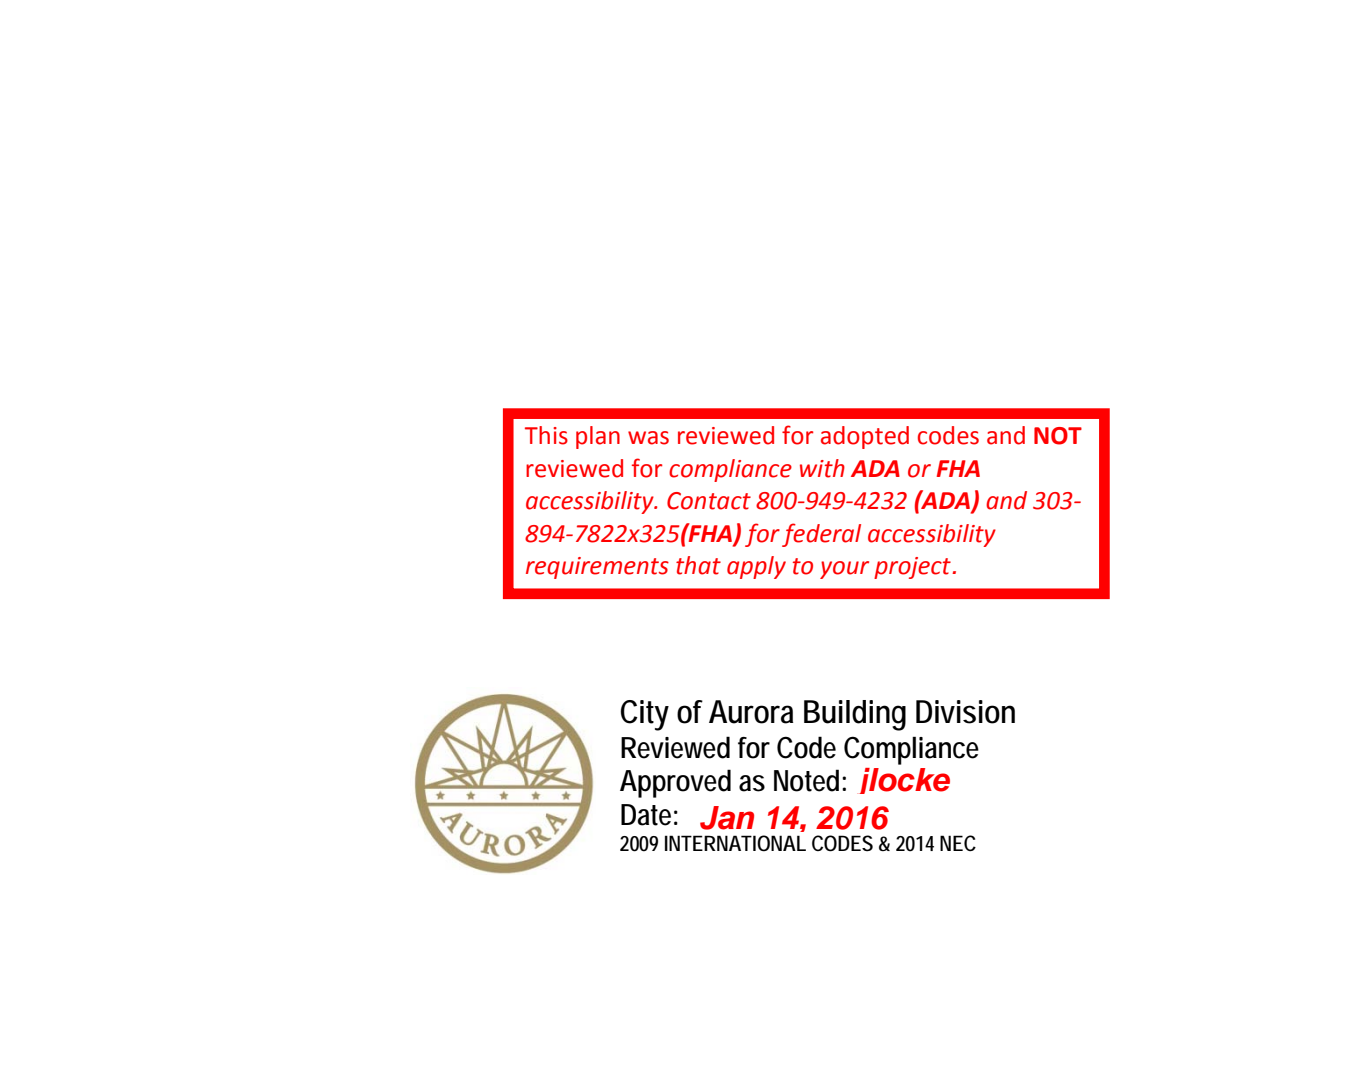 This plan was reviewed for adopted codes and NOT
reviewed for compliance with ADA or FHA
accessibility. Contact 800-949-4232 (ADA) and 303-
894-7822x325(FHA) for federal accessibility
requirements that apply to your project.
City of Aurora Building Division
Reviewed for Code Compliance
Approved as Noted: jlocke
Date: Jan 14, 2016
2009 INTERNATIONAL CODES & 2014 NEC
AURORA